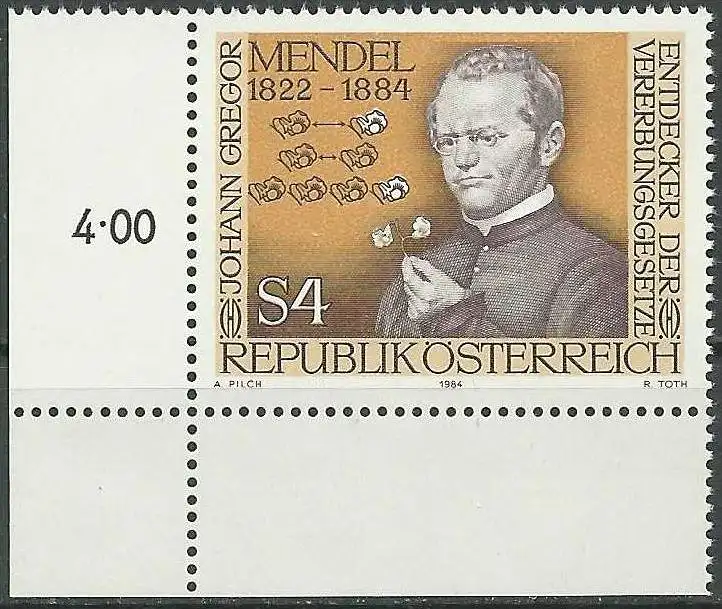 JOHANN GREGOR
MENDEL
1822 - 1884
ENTDECKER DER
VERERBUNGSGESETZE
4·00
S4
REPUBLIK ÖSTERREICH
A. PILCH 1984 R. TOTH